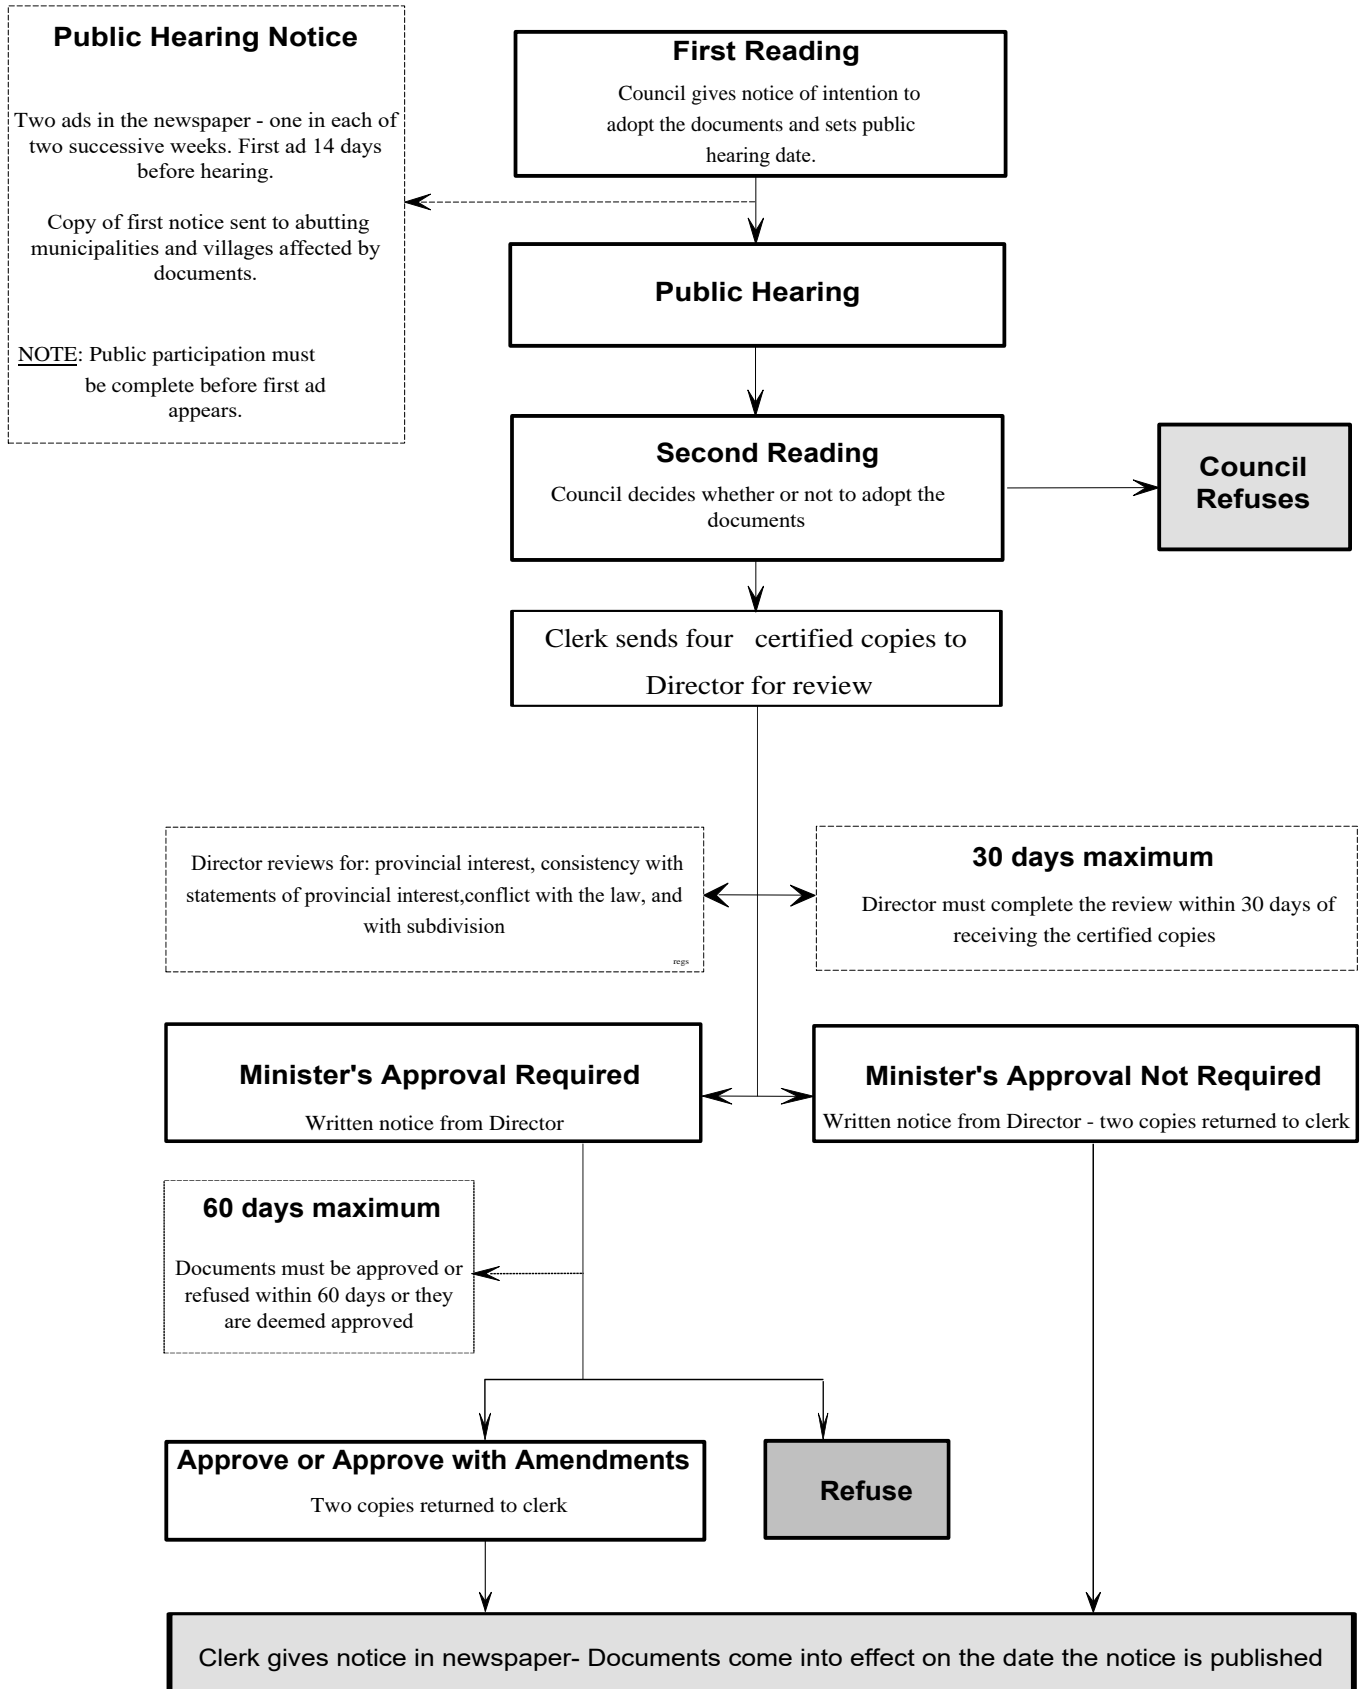 Public Hearing Notice
Two ads in the newspaper - one in each of
two successive weeks. First ad 14 days
before hearing.
Copy of first notice sent to abutting
municipalities and villages affected by
documents.
NOTE: Public participation must
be complete before first ad
appears.
First Reading
Council gives notice of intention to
adopt the documents and sets public
hearing date.
Public Hearing
Second Reading
Council decides whether or not to adopt the
documents
Council
Refuses
Clerk sends four certified copies to
Director for review
Director reviews for: provincial interest, consistency with
statements of provincial interest,conflict with the law, and
with subdivision
regs
30 days maximum
Director must complete the review within 30 days of
receiving the certified copies
Minister's Approval Required
Written notice from Director
Minister's Approval Not Required
Written notice from Director - two copies returned to clerk
60 days maximum
Documents must be approved or
refused within 60 days or they
are deemed approved
Approve or Approve with Amendments
Two copies returned to clerk
Refuse
Clerk gives notice in newspaper- Documents come into effect on the date the notice is published